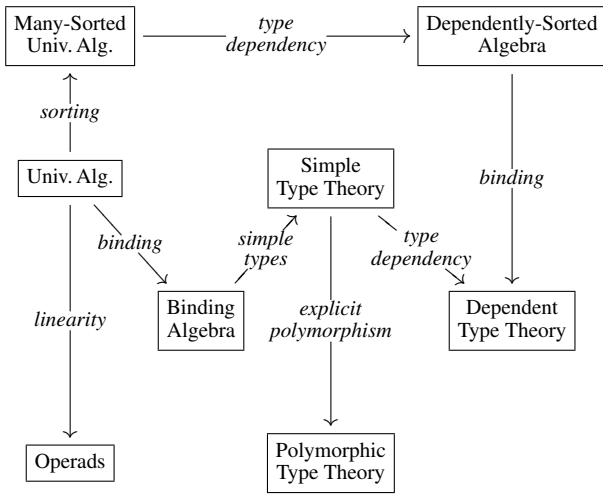 Many-Sorted
Univ. Alg.
type
dependency
Dependently-Sorted
Algebra
sorting
Univ. Alg.
Simple
Type Theory
binding
binding
simple
types
type
dependency
linearity
Binding
Algebra
explicit
polymorphism
Dependent
Type Theory
Operads
Polymorphic
Type Theory